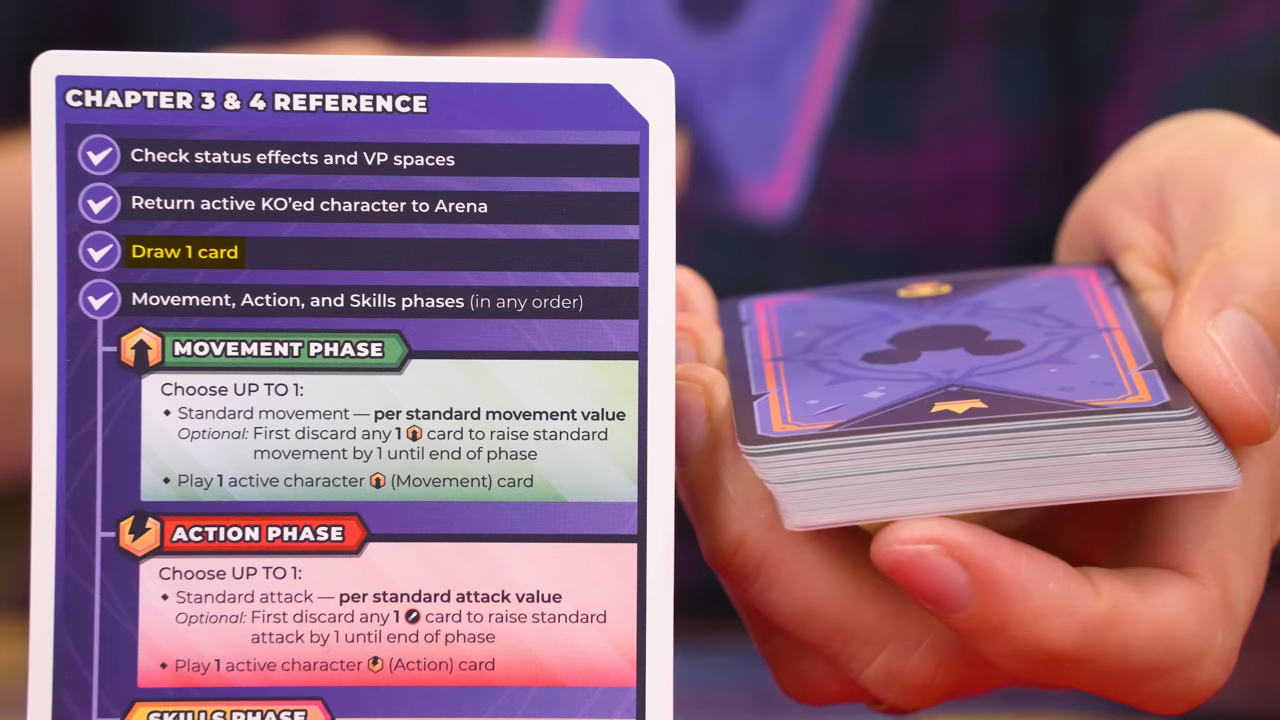 CHAPTER 3 & 4 REFERENCE
Check status effects and VP spaces
Return active KO'ed character to Arena
Draw 1 card
Movement, Action, and Skills phases (in any order)
MOVEMENT PHASE
Choose UP TO 1:
Standard movement — per standard movement value
Optional: First discard any 1 card to raise standard
movement by 1 until end of phase
Play 1 active character (Movement) card
ACTION PHASE
Choose UP TO 1:
Standard attack — per standard attack value
Optional: First discard any 1 card to raise standard
attack by 1 until end of phase
Play 1 active character (Action) card
SKILLS PHASE